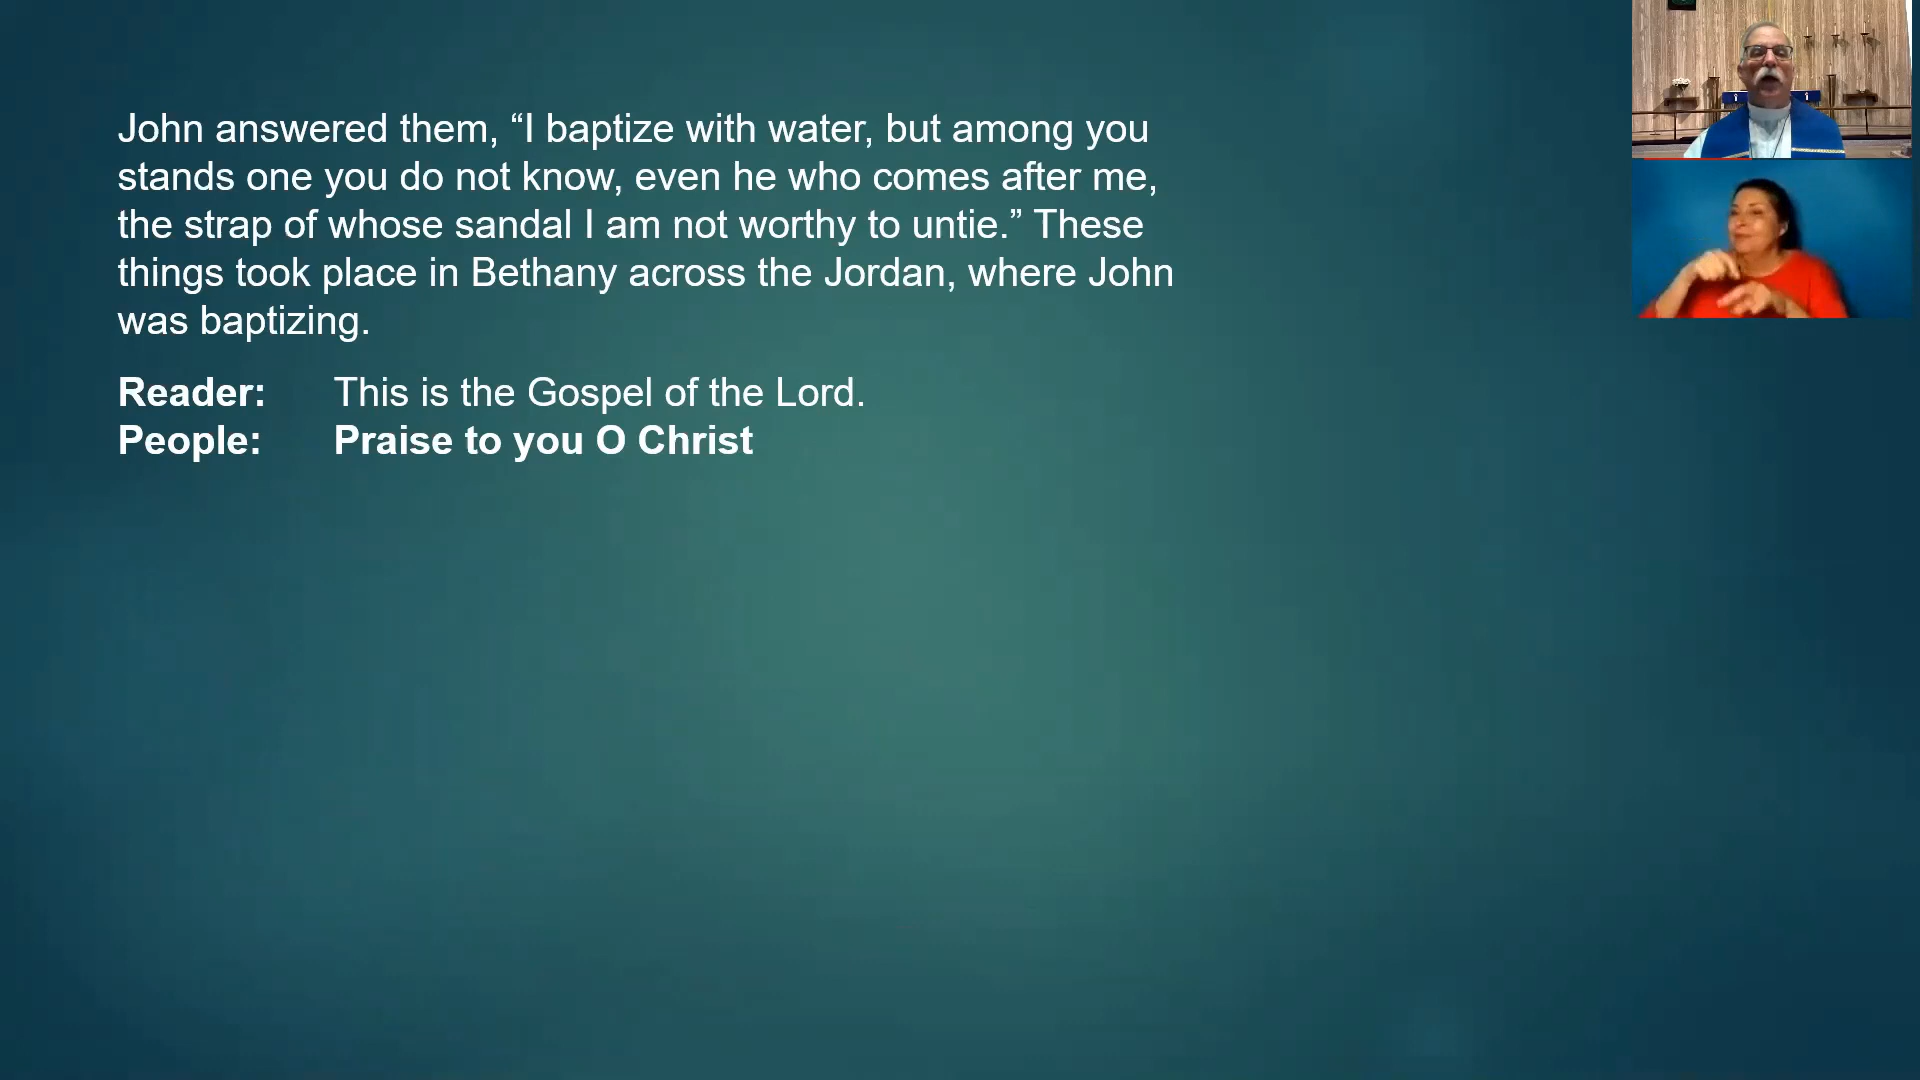 John answered them, “I baptize with water, but among you
stands one you do not know, even he who comes after me,
the strap of whose sandal I am not worthy to untie.” These
things took place in Bethany across the Jordan, where John
was baptizing.
Reader: This is the Gospel of the Lord.
People: Praise to you O Christ